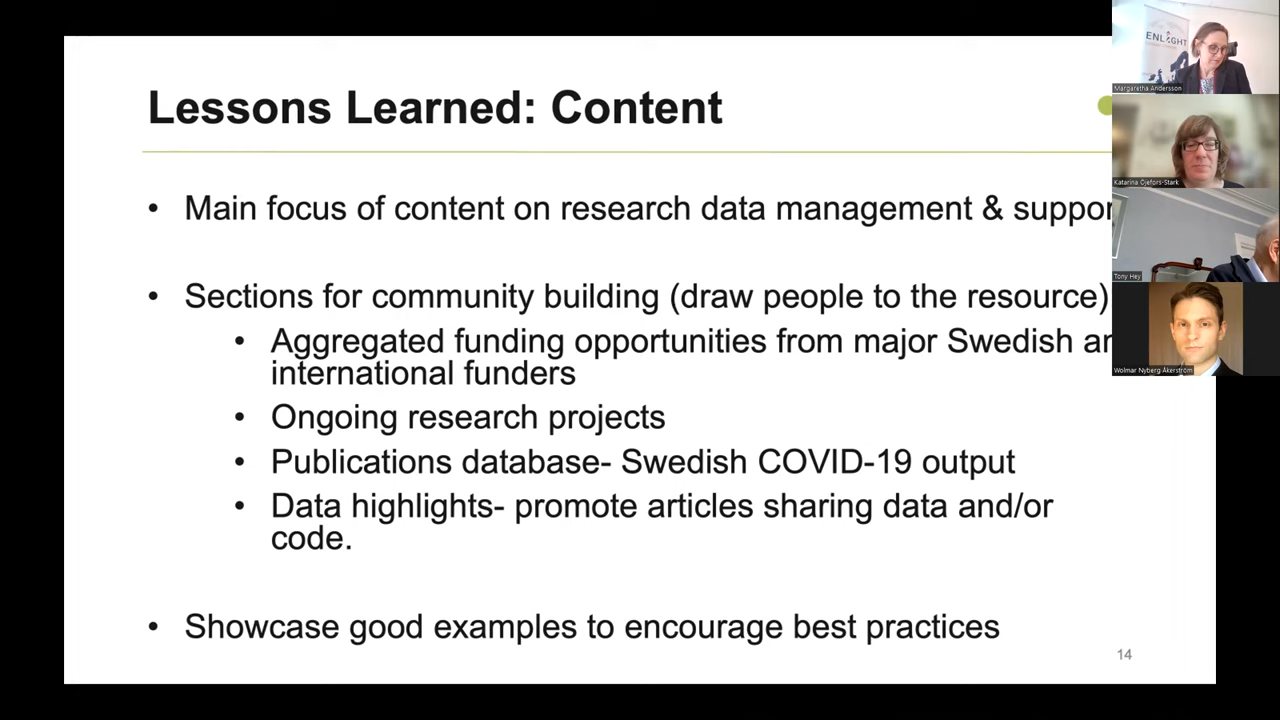 Lessons Learned: Content
• Main focus of content on research data management & suppor
• Sections for community building (draw people to the resource)
• Aggregated funding opportunities from major Swedish an
international funders
• Ongoing research projects
• Publications database- Swedish COVID-19 output
• Data highlights- promote articles sharing data and/or
code.
• Showcase good examples to encourage best practices
14
ENLIGHT
Margaretha Andersson
Katarina Öjefors-Stark
Tony Hey
Wolmar Nyberg Åkerström